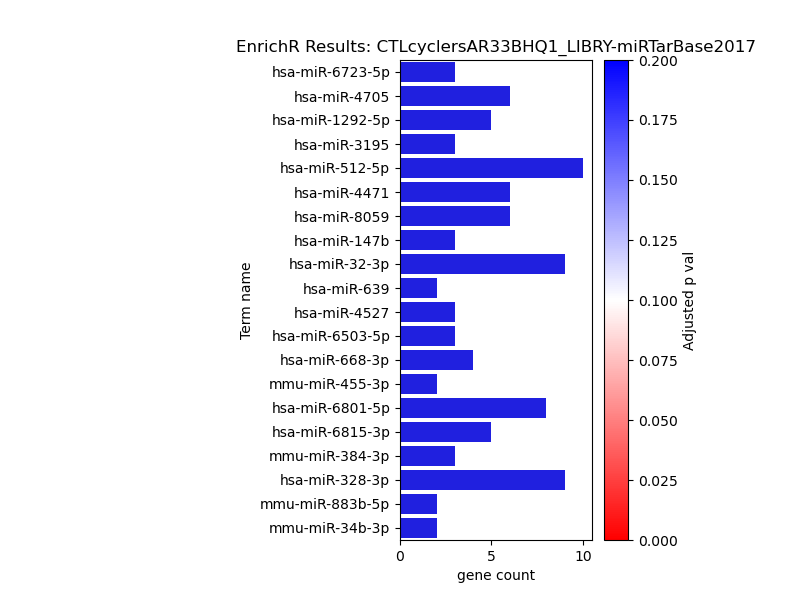 EnrichR Results: CTLcyclersAR33BHQ1_LIBRY-miRTarBase2017
hsa-miR-6723-5p
hsa-miR-4705
hsa-miR-1292-5p
hsa-miR-3195
hsa-miR-512-5p
hsa-miR-4471
hsa-miR-8059
hsa-miR-147b
hsa-miR-32-3p
hsa-miR-639
hsa-miR-4527
hsa-miR-6503-5p
hsa-miR-668-3p
mmu-miR-455-3p
hsa-miR-6801-5p
hsa-miR-6815-3p
mmu-miR-384-3p
hsa-miR-328-3p
mmu-miR-883b-5p
mmu-miR-34b-3p
Term name
0 5 10
gene count
0.200
0.175
0.150
0.125
0.100
0.075
0.050
0.025
0.000
Adjusted p val